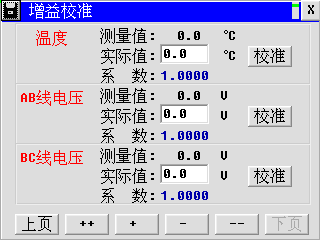 增益校准 X
测量值: 0.0 ℃
温度 实际值: 0.0 ℃ 校准
系 数: 1.0000
测量值: 0.0 V
AB线电压 实际值: 0.0 V 校准
系 数: 1.0000
测量值: 0.0 V
BC线电压 实际值: 0.0 V 校准
系 数: 1.0000
上页 ++ + - -- 下页